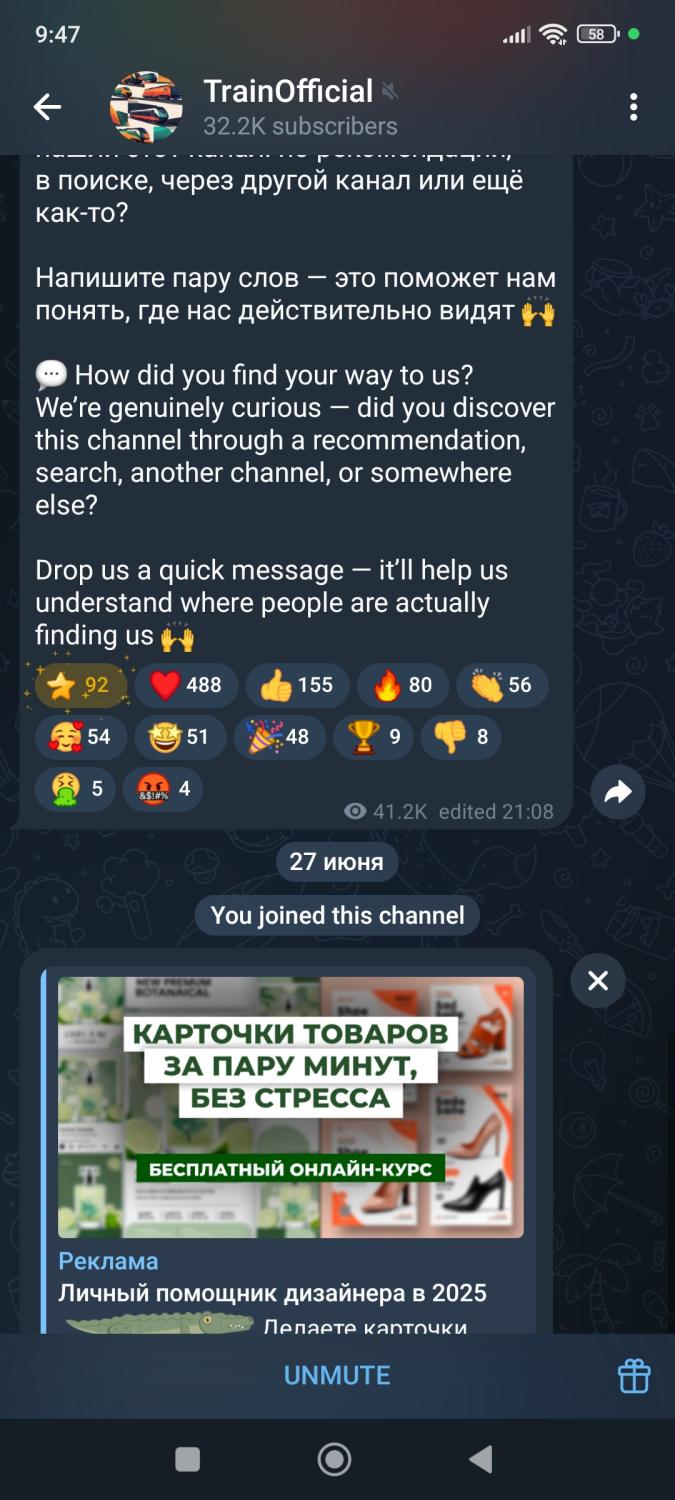 9:47
58
TrainOfficial
32.2K subscribers
в поиске, через другой канал или ещё
как-то?
Напишите пару слов — это поможет нам
понять, где нас действительно видят 🙌
💬 How did you find your way to us?
We’re genuinely curious — did you discover
this channel through a recommendation,
search, another channel, or somewhere
else?
Drop us a quick message — it’ll help us
understand where people are actually
finding us 🙌
⭐ 92 ❤️ 488 👍 155 🔥 80 👏 56
🥰 54 🤩 51 🎉 48 🏆 9 👎 8
🤮 5 🤬 4
41.2K edited 21:08
27 июня
You joined this channel
NEW PREMUM
BOTANAICAL
КАРТОЧКИ ТОВАРОВ
ЗА ПАРУ МИНУТ,
БЕЗ СТРЕССА
БЕСПЛАТНЫЙ ОНЛАЙН-КУРС
Реклама
Личный помощник дизайнера в 2025
Делаете карточки
UNMUTE